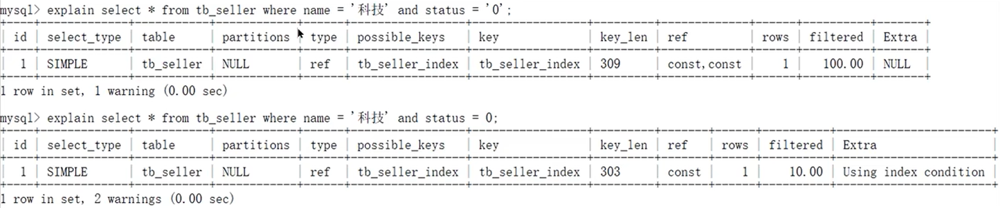 mysql> explain select * from tb_seller where name = '科技' and status = '0';
| id | select_type | table | partitions | type | possible_keys | key | key_len | ref | rows | filtered | Extra |
| 1 | SIMPLE | tb_seller | NULL | ref | tb_seller_index | tb_seller_index | 309 | const,const | 1 | 100.00 | NULL |
1 row in set, 1 warning (0.00 sec)
mysql> explain select * from tb_seller where name = '科技' and status = 0;
| id | select_type | table | partitions | type | possible_keys | key | key_len | ref | rows | filtered | Extra |
| 1 | SIMPLE | tb_seller | NULL | ref | tb_seller_index | tb_seller_index | 303 | const | 1 | 10.00 | Using index condition |
1 row in set, 2 warnings (0.00 sec)